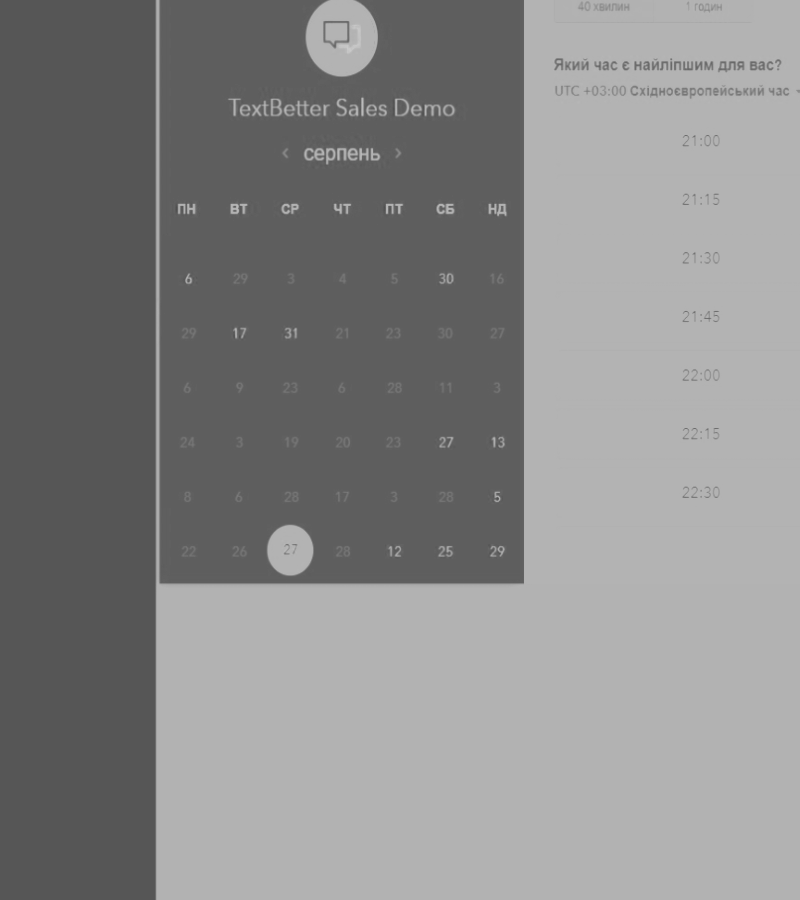 40 хвилин 1 годин
Який час є найліпшим для вас?
UTC +03:00 Східноєвропейський час
TextBetter Sales Demo
серпень
ПН ВТ СР ЧТ ПТ СБ НД
6 29 3 4 5 30 16
29 17 31 21 23 30 27
6 9 23 6 28 11 3
24 3 19 20 23 27 13
8 6 28 17 3 28 5
22 26 27 28 12 25 29
21:00
21:15
21:30
21:45
22:00
22:15
22:30